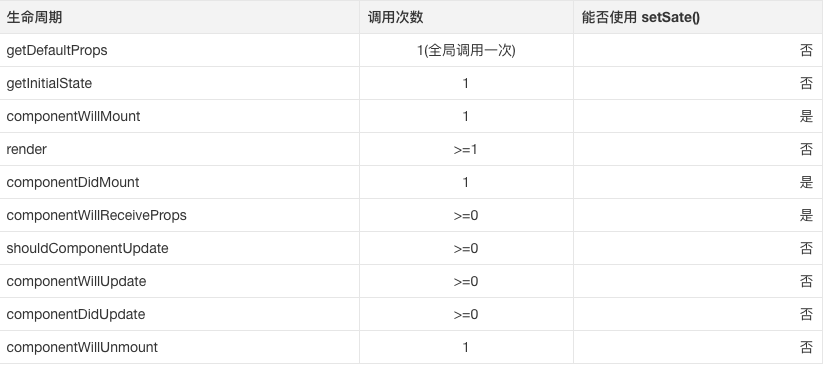 生命周期 调用次数 能否使用 setSate()
getDefaultProps 1(全局调用一次) 否
getInitialState 1 否
componentWillMount 1 是
render >=1 否
componentDidMount 1 是
componentWillReceiveProps >=0 是
shouldComponentUpdate >=0 否
componentWillUpdate >=0 否
componentDidUpdate >=0 否
componentWillUnmount 1 否